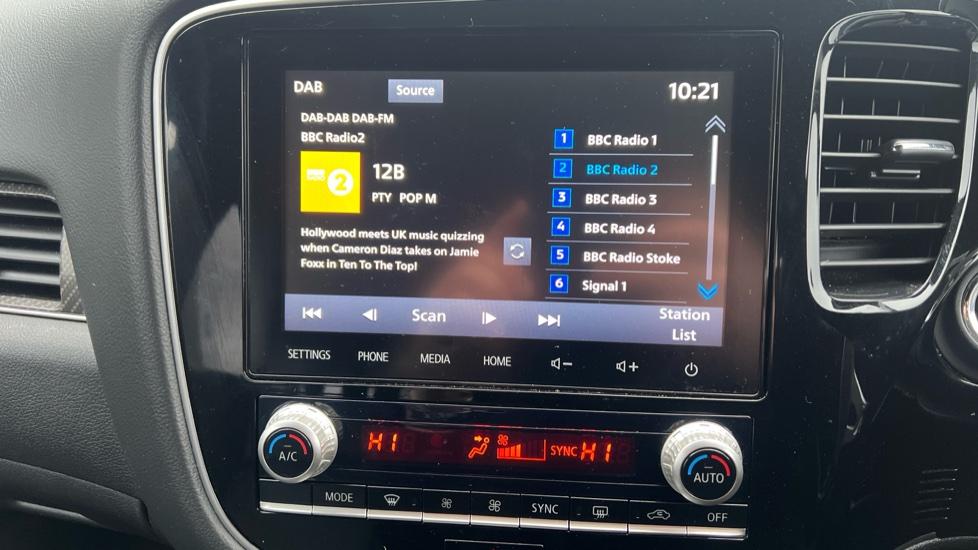 DAB
Source
10:21
DAB-DAB DAB-FM
BBC Radio2
2
12B
PTY POP M
Hollywood meets UK music quizzing
when Cameron Diaz takes on Jamie
Foxx in Ten To The Top!
1 BBC Radio 1
2 BBC Radio 2
3 BBC Radio 3
4 BBC Radio 4
5 BBC Radio Stoke
6 Signal 1
Scan
Station
List
SETTINGS PHONE MEDIA HOME
HI SYNC HI
A/C AUTO
MODE SYNC OFF